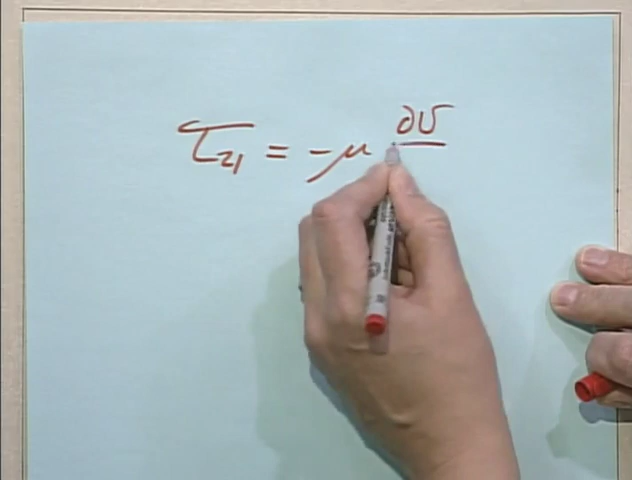 τ₂₁ = -μ ∂υ